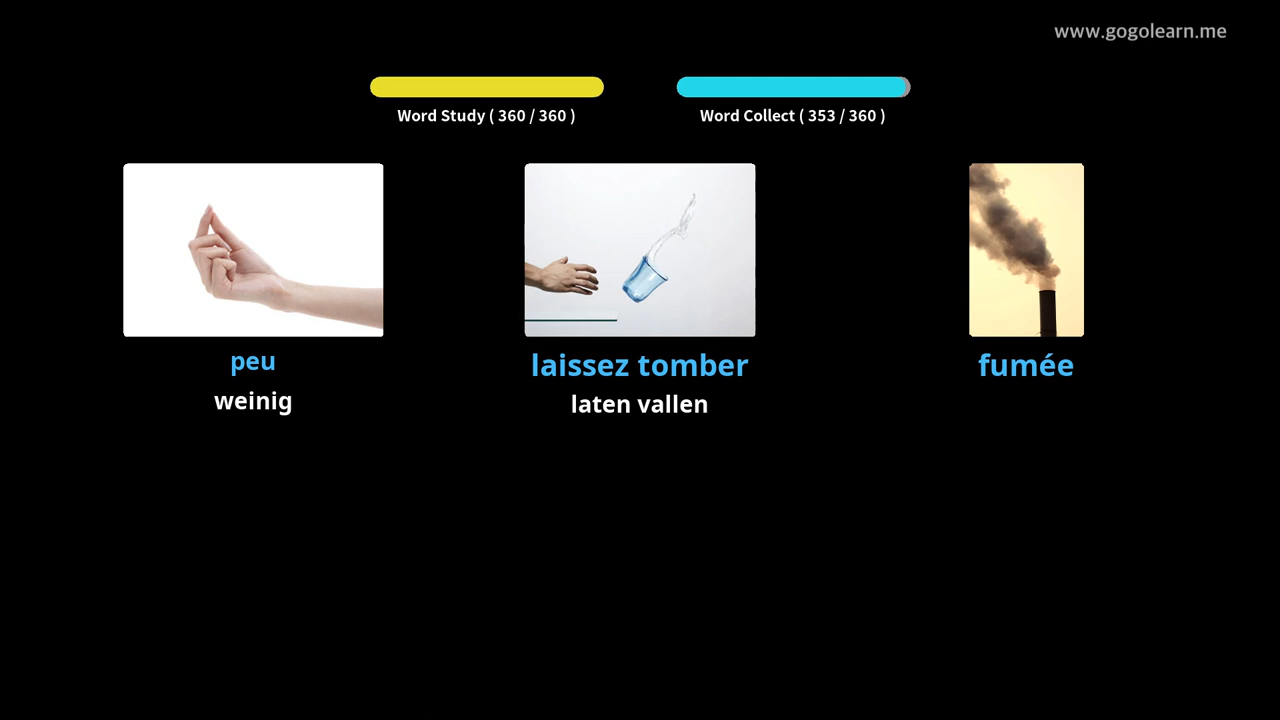 www.gogolearn.me
Word Study ( 360 / 360 )
Word Collect ( 353 / 360 )
peu
weinig
laissez tomber
laten vallen
fumée